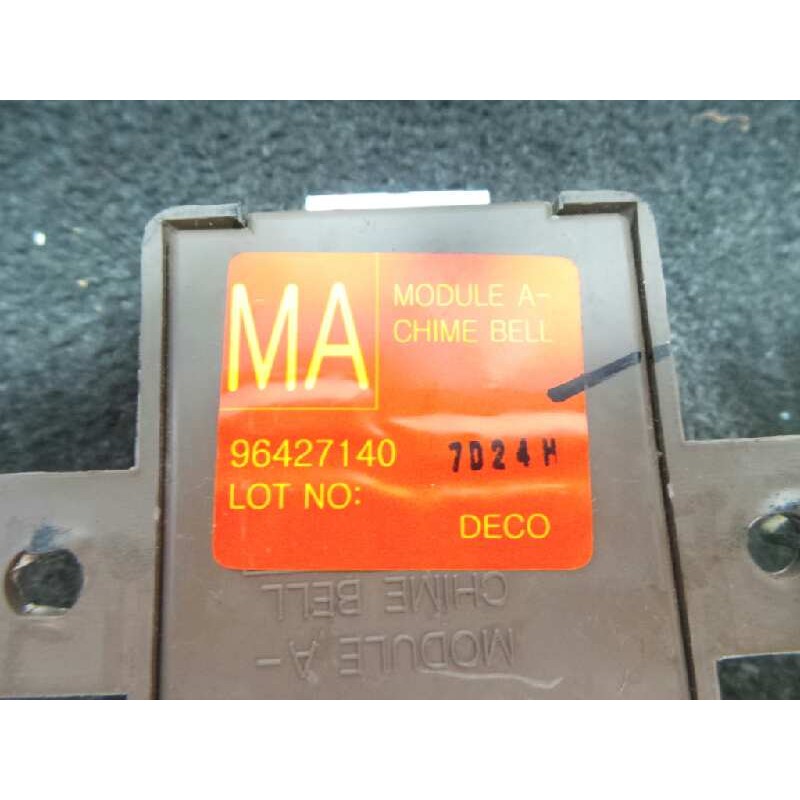 MA
MODULE A-
CHIME BELL
96427140 7D24H
LOT NO:
DECO
MODULE A-
CHIME BELL